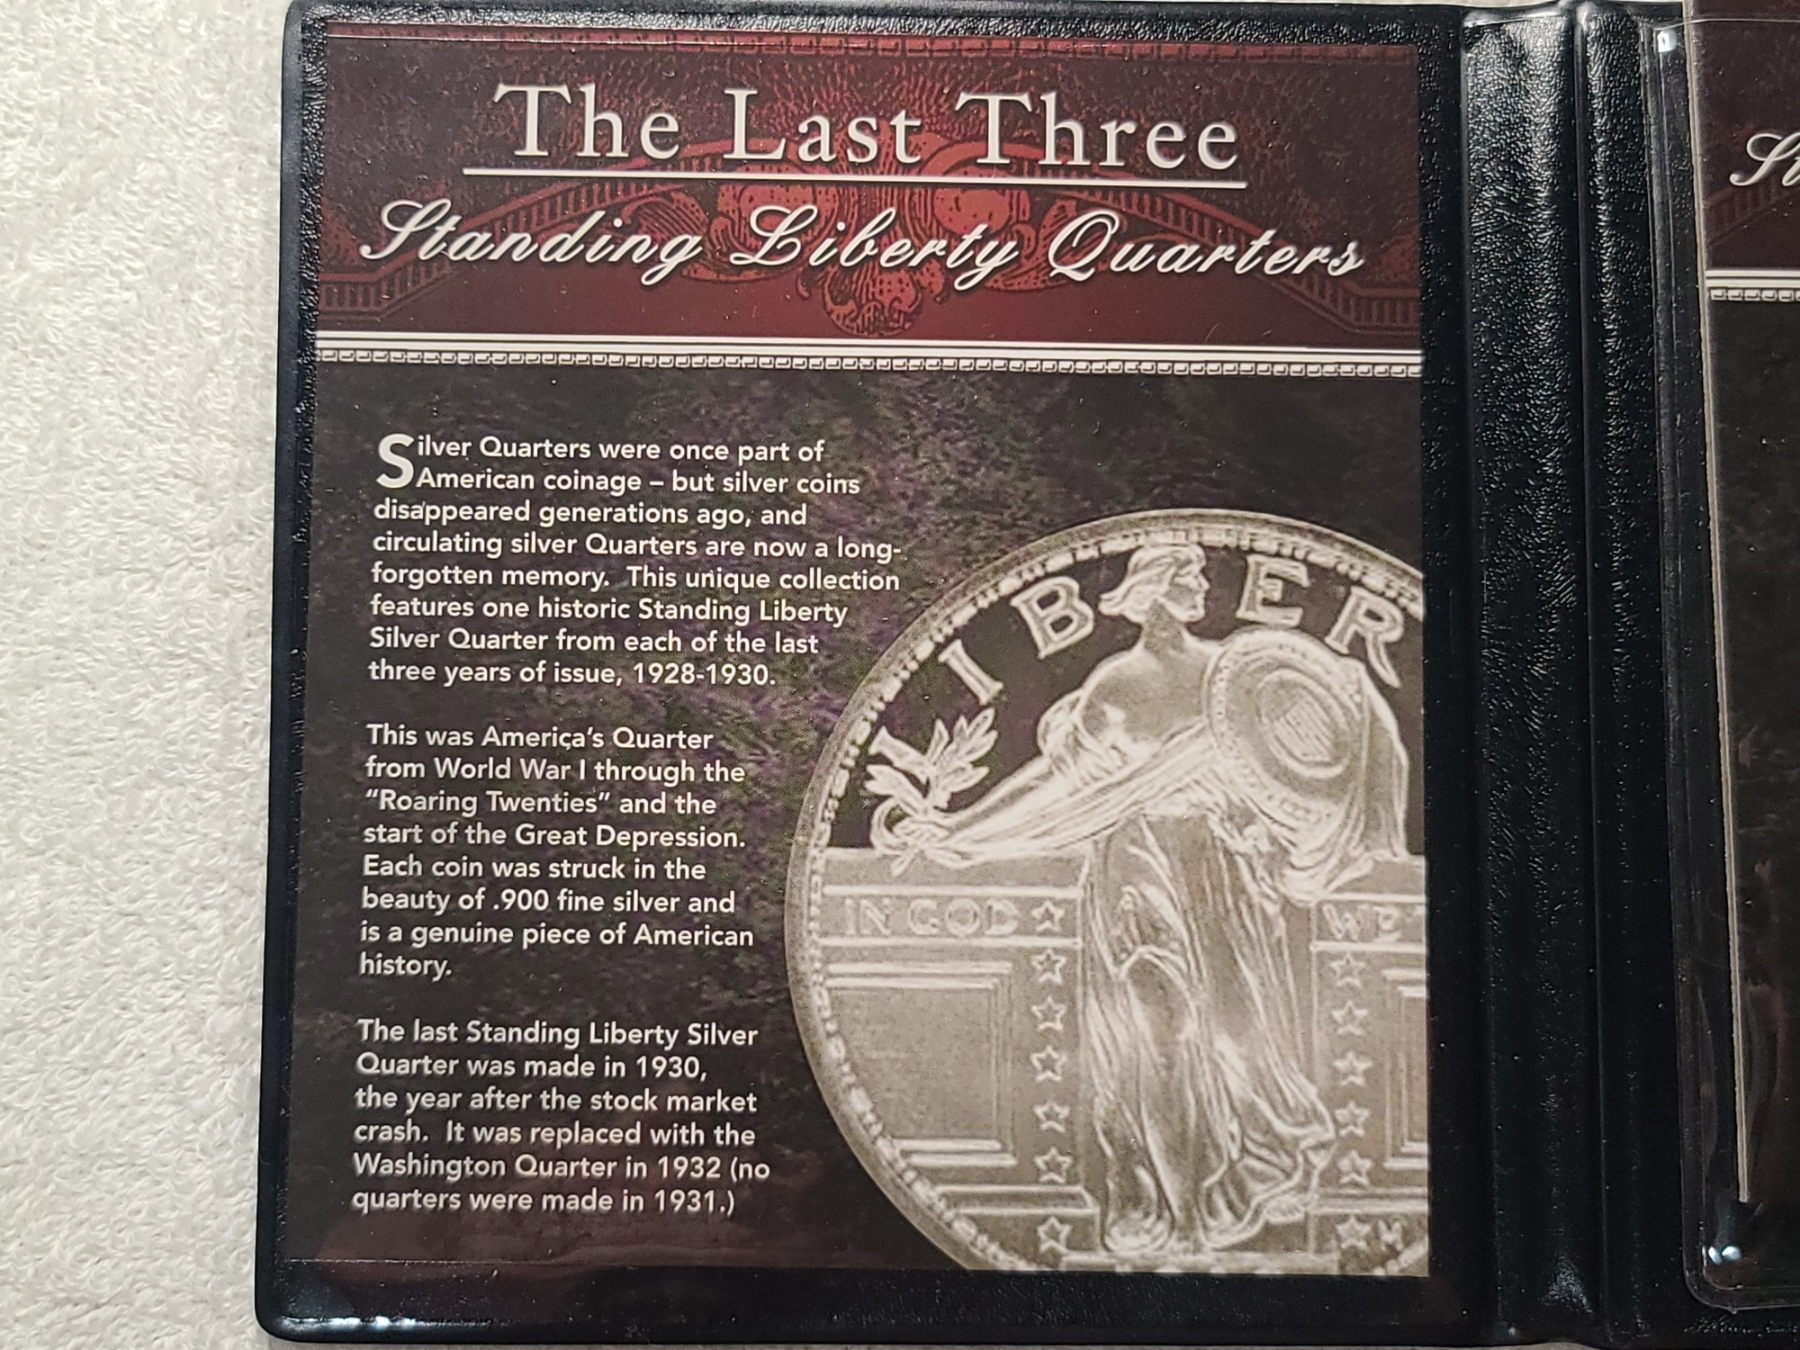 The Last Three
Standing Liberty Quarters
Silver Quarters were once part of
American coinage – but silver coins
disappeared generations ago, and
circulating silver Quarters are now a long-
forgotten memory.  This unique collection
features one historic Standing Liberty
Silver Quarter from each of the last
three years of issue, 1928-1930.
This was America's Quarter
from World War I through the
"Roaring Twenties" and the
start of the Great Depression.
Each coin was struck in the
beauty of .900 fine silver and
is a genuine piece of American
history.
The last Standing Liberty Silver
Quarter was made in 1930,
the year after the stock market
crash.  It was replaced with the
Washington Quarter in 1932 (no
quarters were made in 1931.)
LIBER
IN GOD WE
M
St